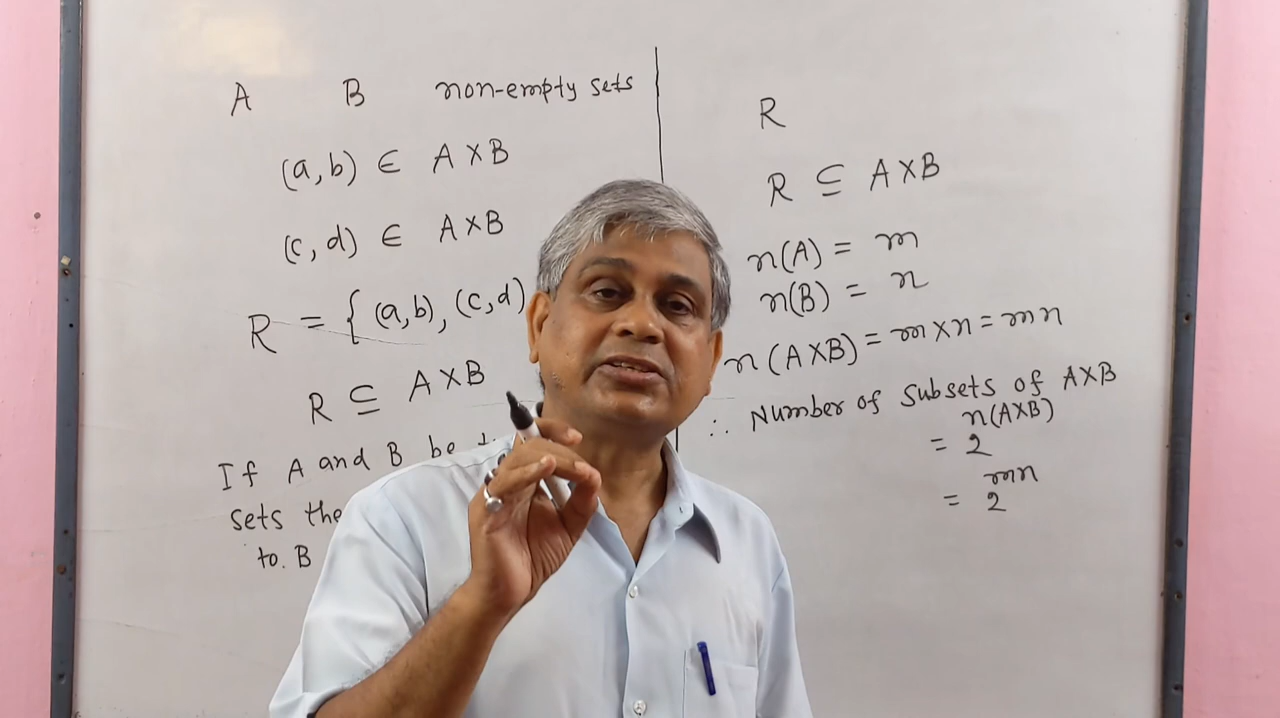 A B non-empty sets
(a,b) ∈ A×B
(c,d) ∈ A×B
R = {(a,b), (c,d)
R ⊆ A×B
If A and B be
sets the
to. B
R
R ⊆ A×B
n(A) = m
n(B) = n
n(A×B) = m×n = mn
∴ Number of subsets of A×B
= 2^n(A×B)
= 2^mn